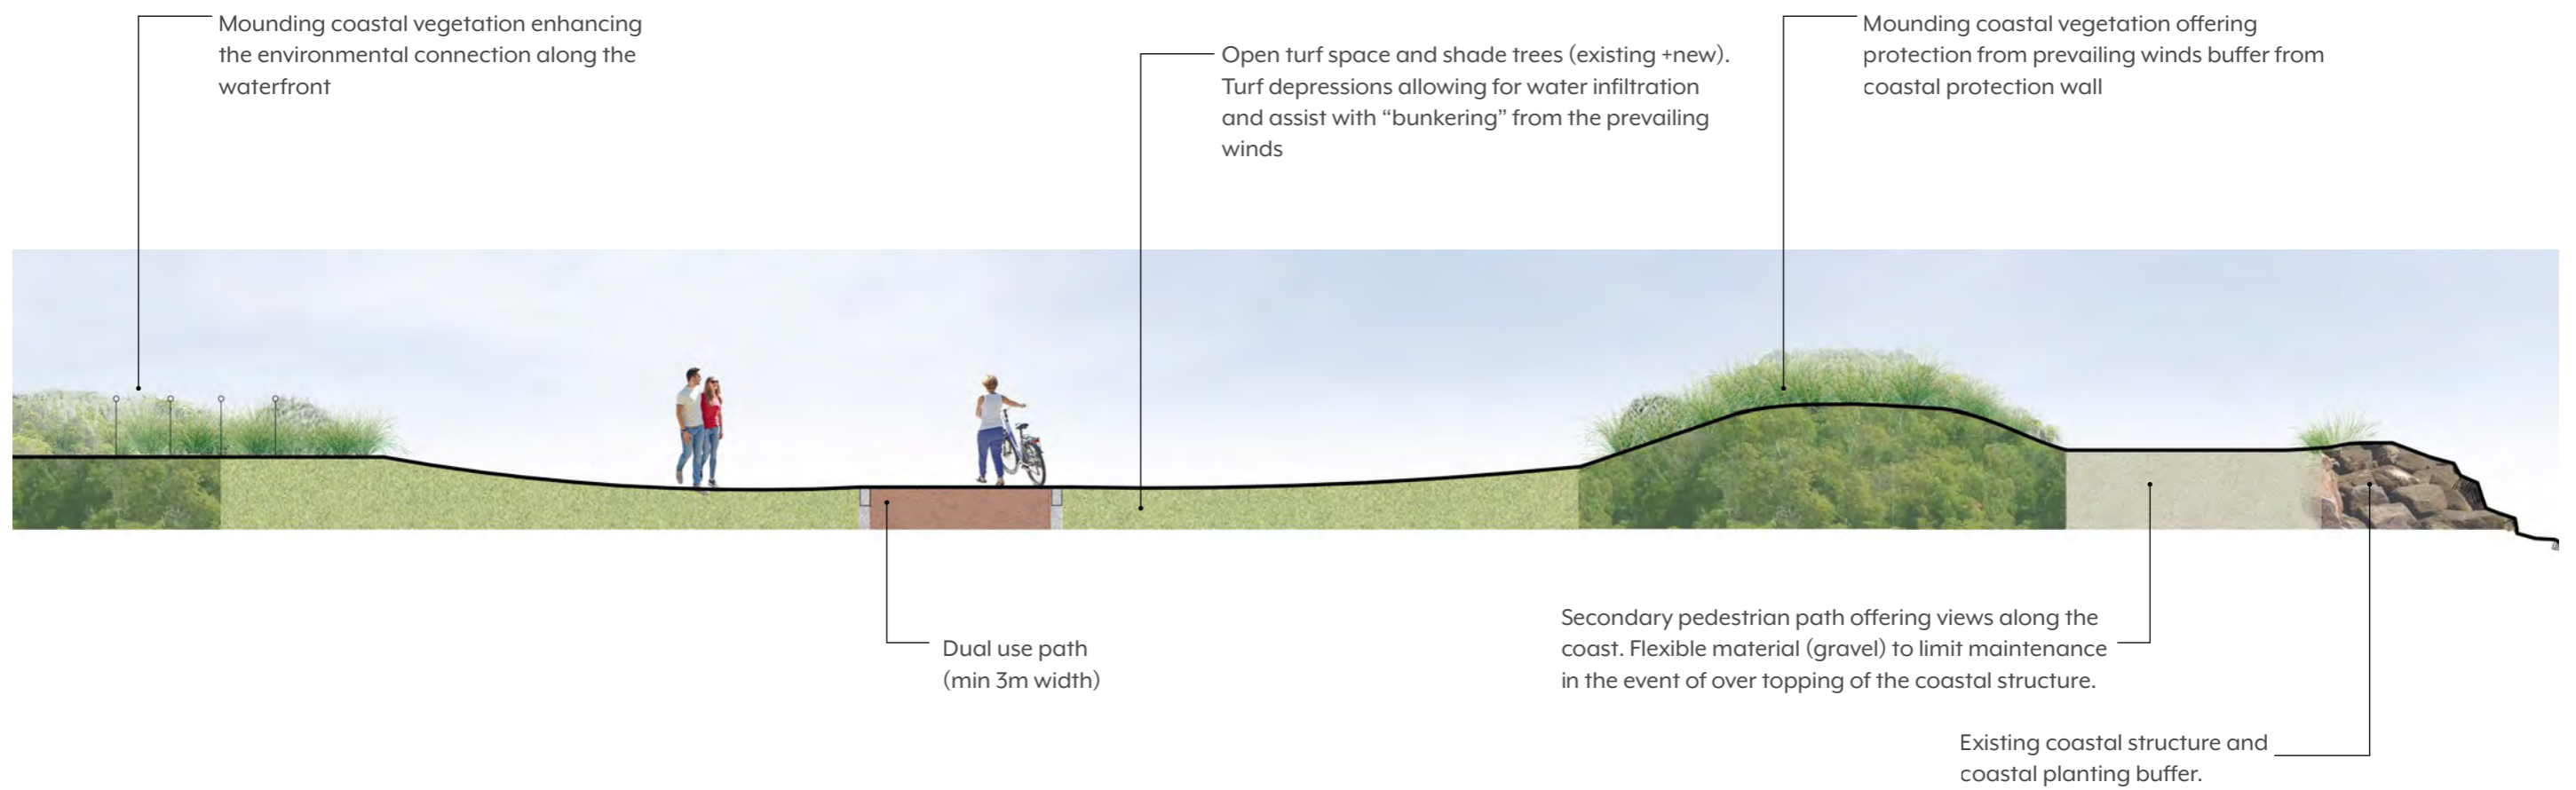 Mounding coastal vegetation enhancing
the environmental connection along the
waterfront
Open turf space and shade trees (existing +new).
Turf depressions allowing for water infiltration
and assist with “bunkering” from the prevailing
winds
Mounding coastal vegetation offering
protection from prevailing winds buffer from
coastal protection wall
Dual use path
(min 3m width)
Secondary pedestrian path offering views along the
coast. Flexible material (gravel) to limit maintenance
in the event of over topping of the coastal structure.
Existing coastal structure and
coastal planting buffer.